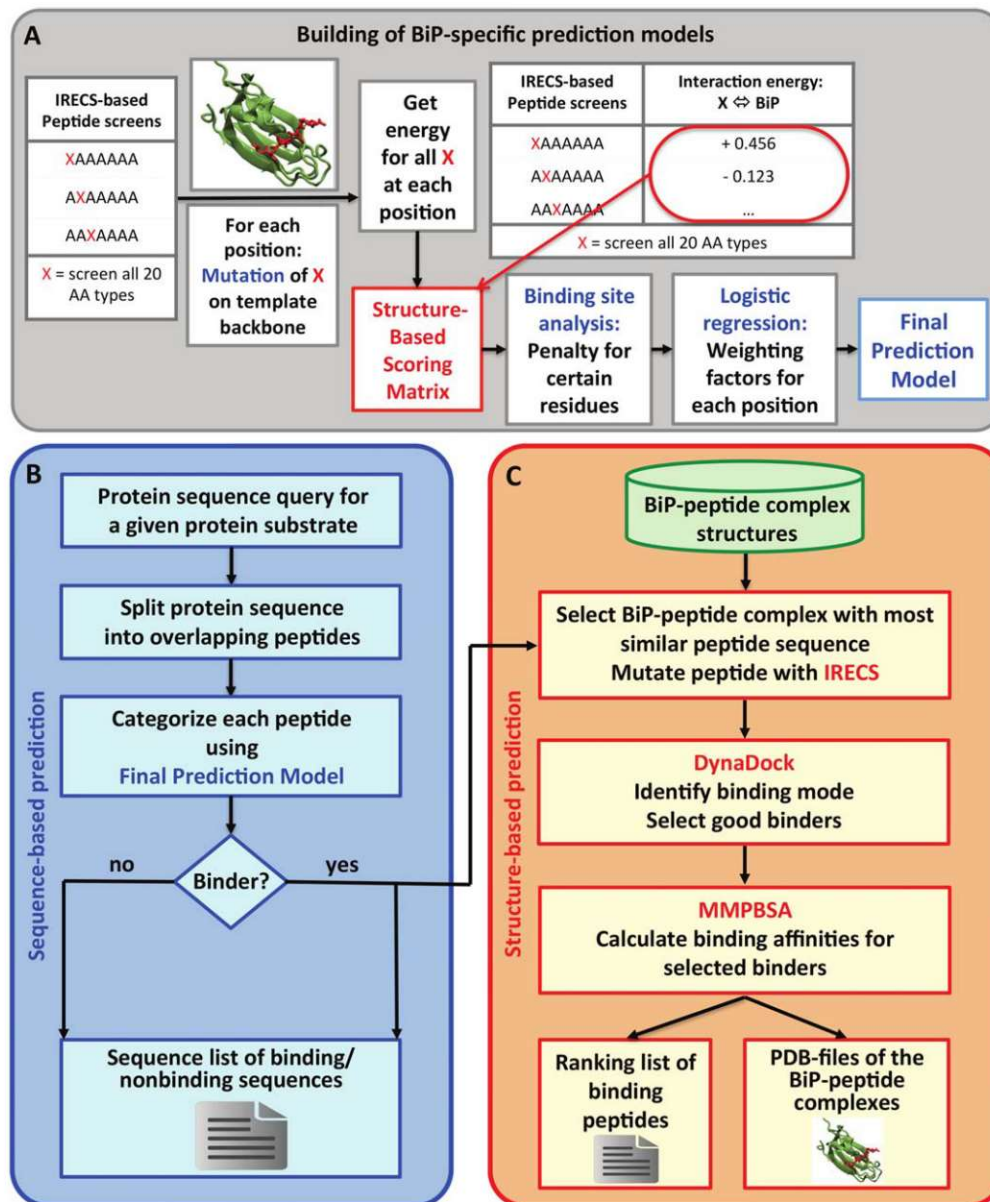 A
Building of BiP-specific prediction models
IRECS-based
Peptide screens
XAAAAAA
AXAAAAA
AAXAAAA
X = screen all 20
AA types
For each
position:
Mutation of X
on template
backbone
Get
energy
for all X
at each
position
IRECS-based
Peptide screens
Interaction energy:
X ⇔ BiP
XAAAAAA
+ 0.456
AXAAAAA
- 0.123
AAXAAAA
...
X = screen all 20 AA types
Structure-
Based
Scoring
Matrix
Binding site
analysis:
Penalty for
certain
residues
Logistic
regression:
Weighting
factors for
each position
Final
Prediction
Model
B
Sequence-based prediction
Protein sequence query for
a given protein substrate
Split protein sequence
into overlapping peptides
Categorize each peptide
using
Final Prediction Model
no
Binder?
yes
Sequence list of binding/
nonbinding sequences
C
Structure-based prediction
BiP-peptide complex
structures
Select BiP-peptide complex with most
similar peptide sequence
Mutate peptide with IRECS
DynaDock
Identify binding mode
Select good binders
MMPBSA
Calculate binding affinities for
selected binders
Ranking list of
binding
peptides
PDB-files of the
BiP-peptide
complexes